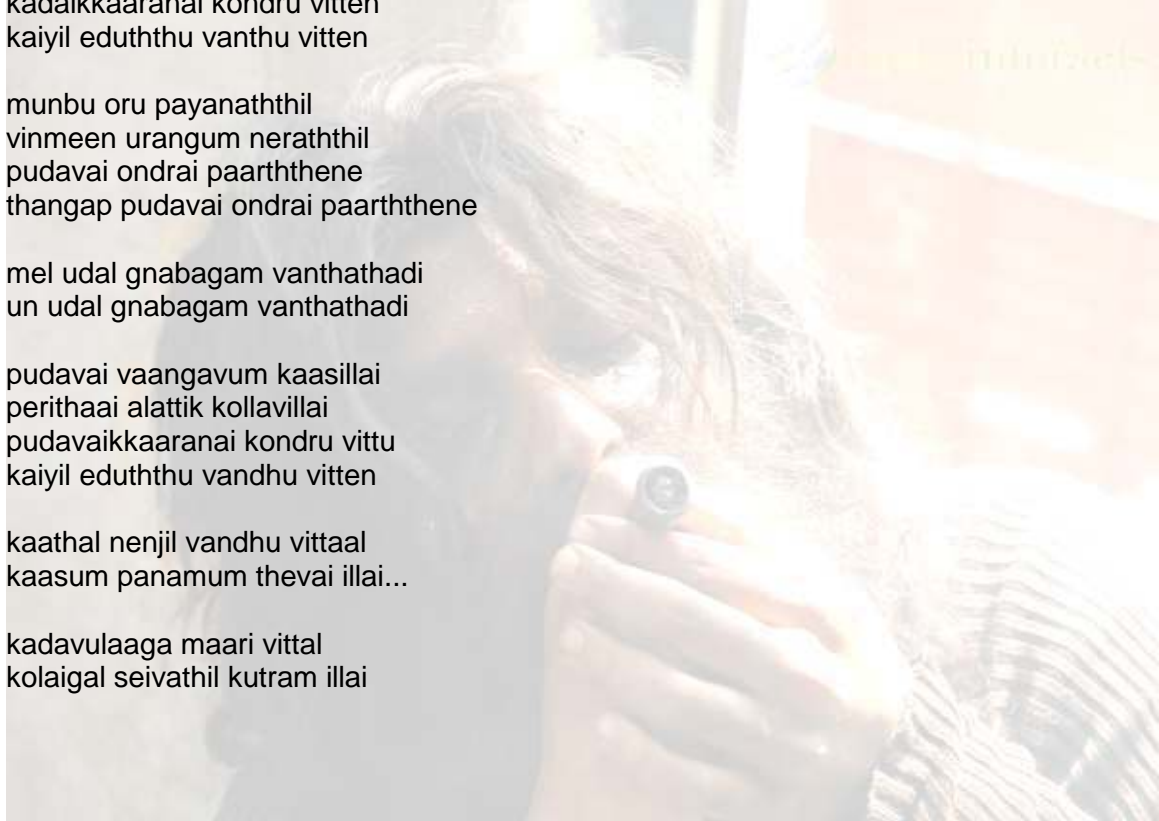 kadaikkaaranai kondru vitten
kaiyil eduththu vanthu vitten
munbu oru payanaththil
vinmeen urangum neraththil
pudavai ondrai paarththene
thangap pudavai ondrai paarththene
mel udal gnabagam vanthathadi
un udal gnabagam vanthathadi
pudavai vaangavum kaasillai
perithaai alattik kollavillai
pudavaikkaaranai kondru vittu
kaiyil eduththu vandhu vitten
kaathal nenjil vandhu vittaal
kaasum panamum thevai illai...
kadavulaaga maari vittal
kolaigal seivathil kutram illai